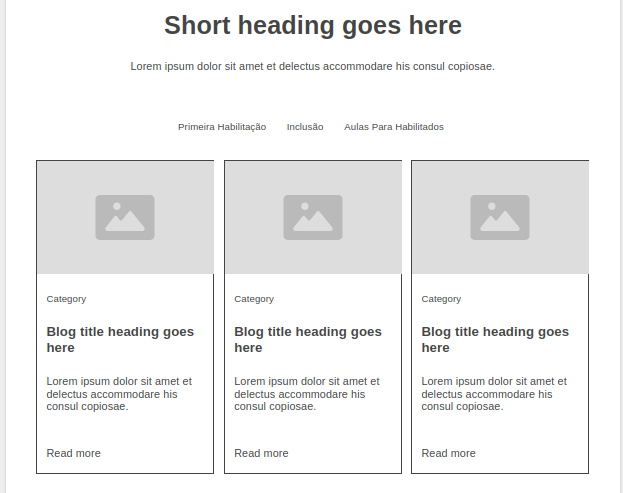 Short heading goes here
Lorem ipsum dolor sit amet et delectus accommodare his consul copiosae.
Primeira Habilitação Inclusão Aulas Para Habilitados
Category
Blog title heading goes
here
Lorem ipsum dolor sit amet et
delectus accommodare his
consul copiosae.
Read more
Category
Blog title heading goes
here
Lorem ipsum dolor sit amet et
delectus accommodare his
consul copiosae.
Read more
Category
Blog title heading goes
here
Lorem ipsum dolor sit amet et
delectus accommodare his
consul copiosae.
Read more